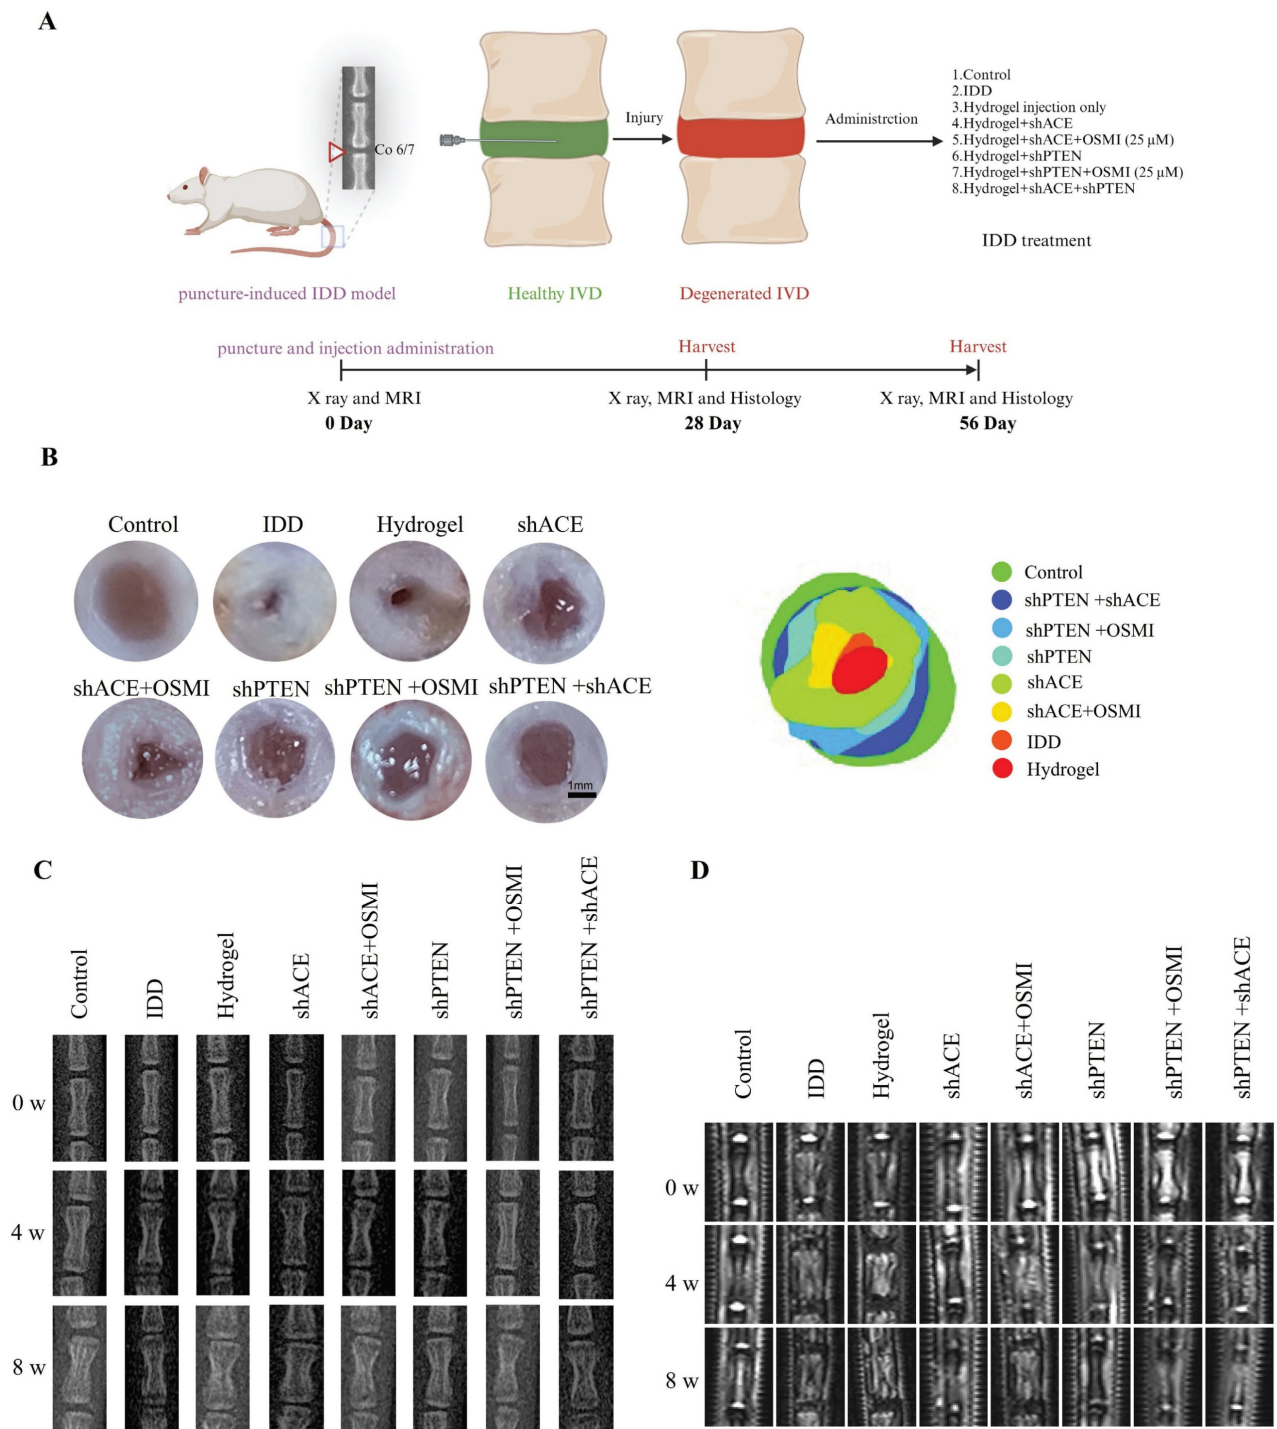 A
Co 6/7
Injury
Administrction
1.Control
2.IDD
3.Hydrogel injection only
4.Hydrogel+shACE
5.Hydrogel+shACE+OSMI (25 μM)
6.Hydrogel+shPTEN
7.Hydrogel+shPTEN+OSMI (25 μM)
8.Hydrogel+shACE+shPTEN
IDD treatment
puncture-induced IDD model
Healthy IVD
Degenerated IVD
puncture and injection administration
Harvest
Harvest
X ray and MRI
X ray, MRI and Histology
X ray, MRI and Histology
0 Day
28 Day
56 Day
B
Control
IDD
Hydrogel
shACE
shACE+OSMI
shPTEN
shPTEN +OSMI
shPTEN +shACE
1mm
Control
shPTEN +shACE
shPTEN +OSMI
shPTEN
shACE
shACE+OSMI
IDD
Hydrogel
C
Control
IDD
Hydrogel
shACE
shACE+OSMI
shPTEN
shPTEN +OSMI
shPTEN +shACE
0 w
4 w
8 w
D
Control
IDD
Hydrogel
shACE
shACE+OSMI
shPTEN
shPTEN +OSMI
shPTEN +shACE
0 w
4 w
8 w